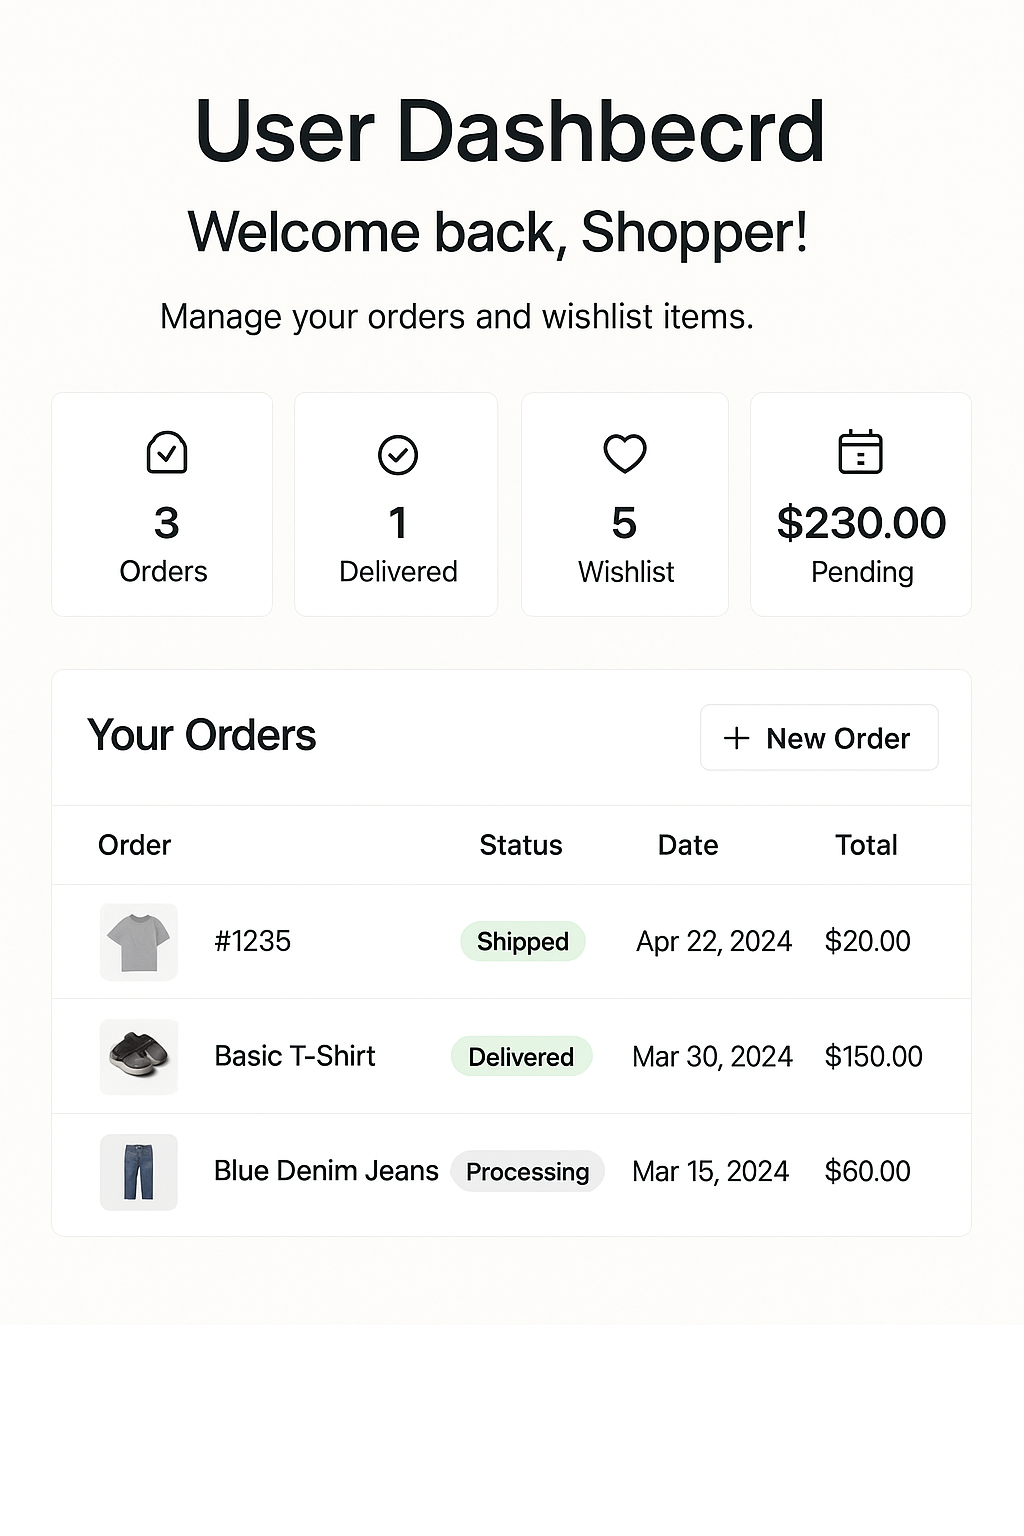 User Dashbecrd
Welcome back, Shopper!
Manage your orders and wishlist items.
3
Orders
1
Delivered
5
Wishlist
$230.00
Pending
Your Orders
+ New Order
Order Status Date Total
#1235 Shipped Apr 22, 2024 $20.00
Basic T-Shirt Delivered Mar 30, 2024 $150.00
Blue Denim Jeans Processing Mar 15, 2024 $60.00